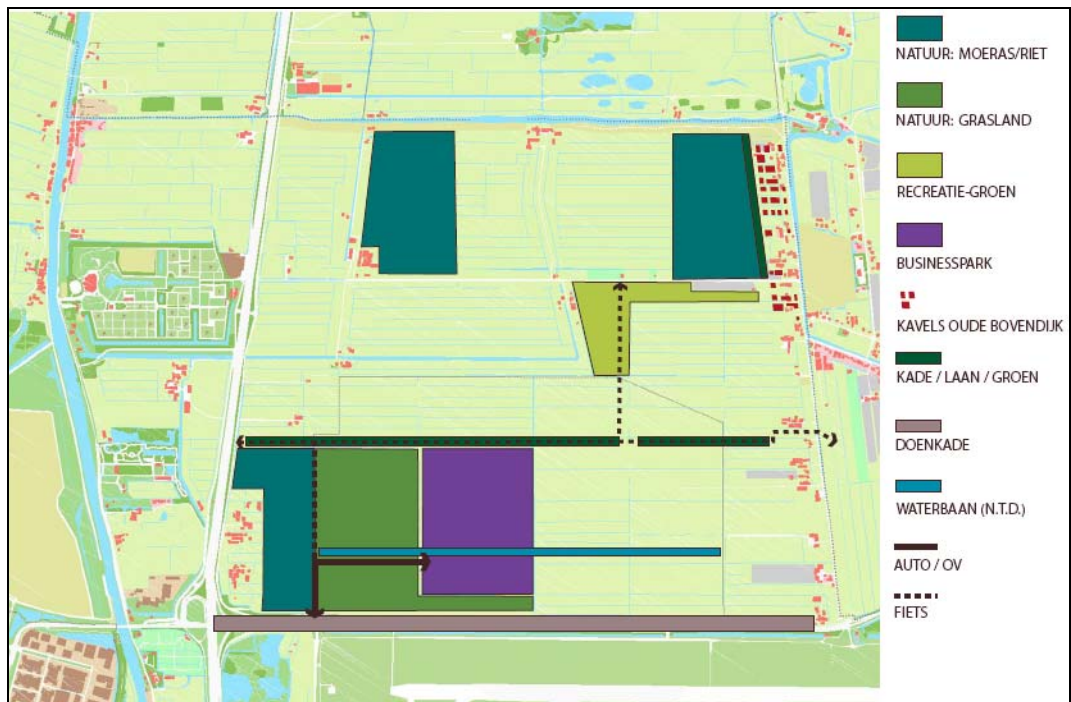 NATUUR: MOERAS/RIET
NATUUR: GRASLAND
RECREATIE-GROEN
BUSINESSPARK
KAVELS OUDE BOVENDIJK
KADE / LAAN / GROEN
DOENKADE
WATERBAAN (N.T.D.)
AUTO / OV
FIETS